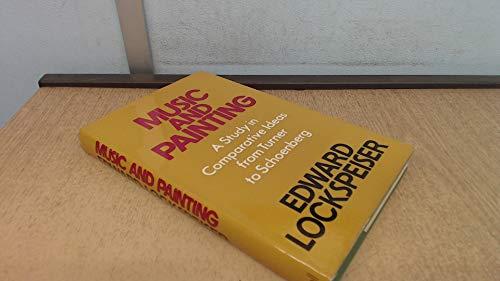 MUSIC
AND
PAINTING
A Study in
Comparative Ideas
from Turner
to Schoenberg
EDWARD
LOCKSPEISER
MUSIC AND PAINTING